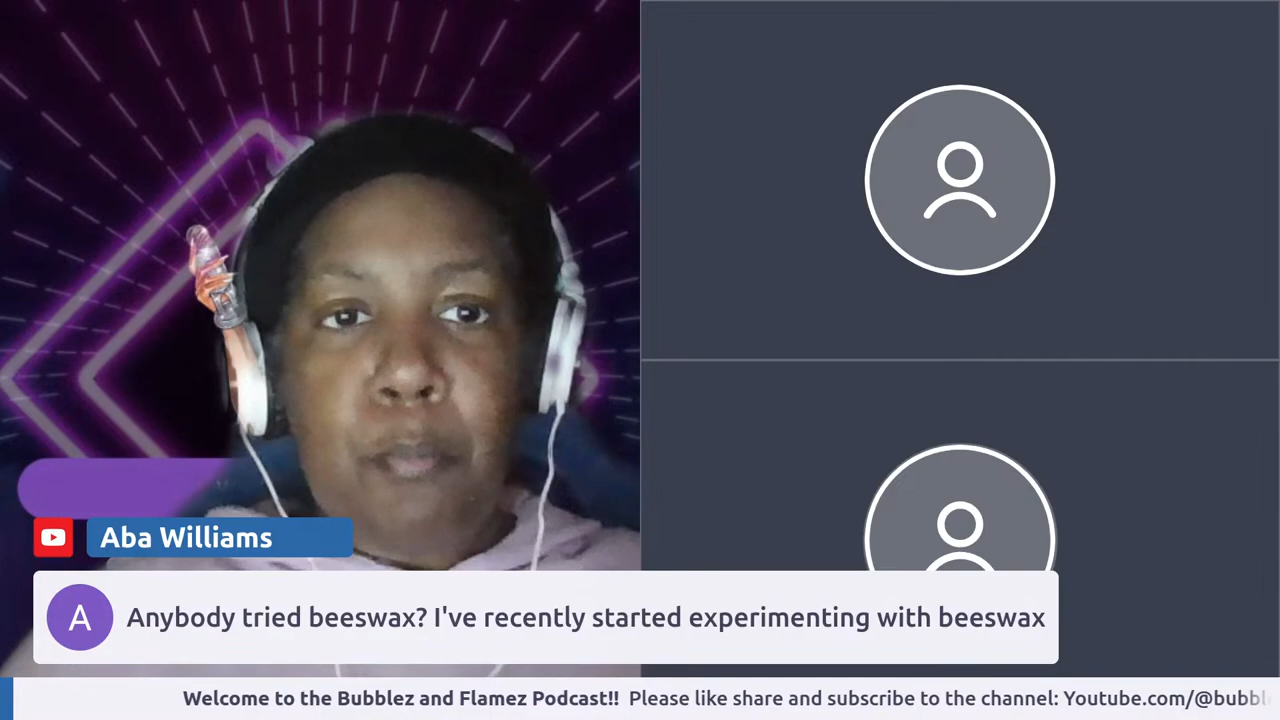 Aba Williams
A
Anybody tried beeswax? I've recently started experimenting with beeswax
Welcome to the Bubblez and Flamez Podcast!! Please like share and subscribe to the channel: Youtube.com/@bubbl